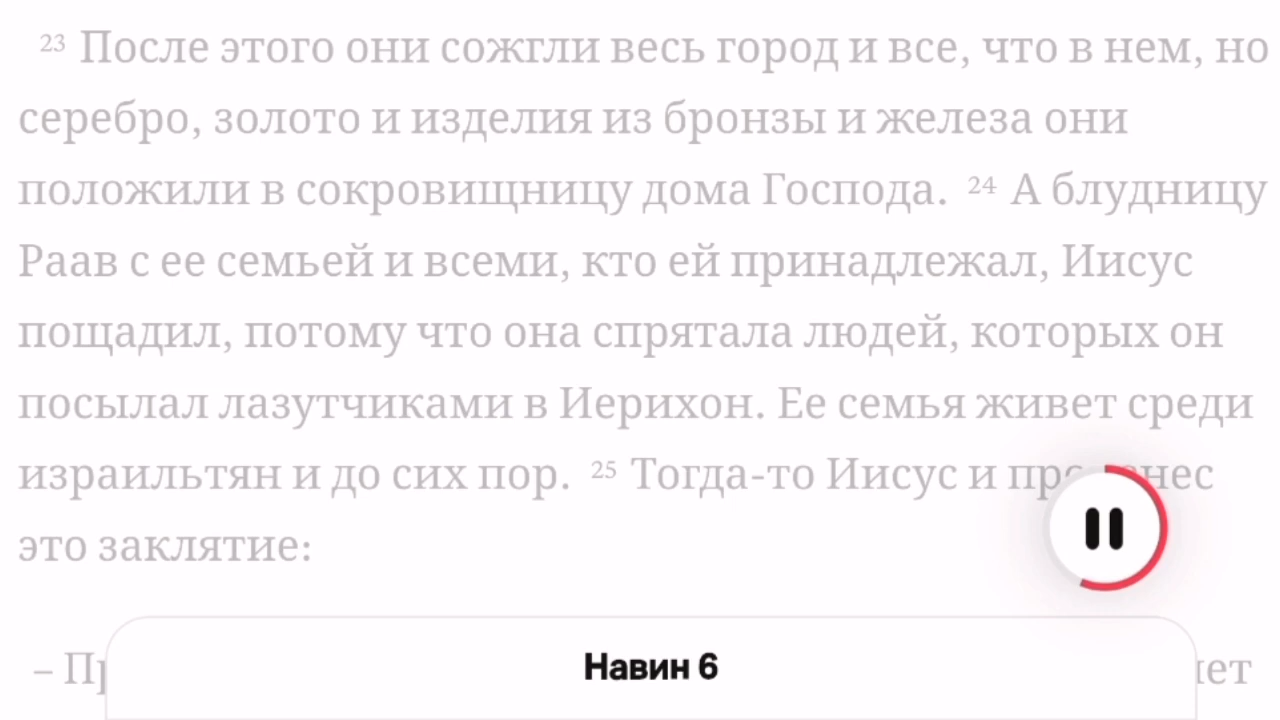 23 После этого они сожгли весь город и все, что в нем, но
серебро, золото и изделия из бронзы и железа они
положили в сокровищницу дома Господа. 24 А блудницу
Раав с ее семьей и всеми, кто ей принадлежал, Иисус
пощадил, потому что она спрятала людей, которых он
посылал лазутчиками в Иерихон. Ее семья живет среди
израильтян и до сих пор. 25 Тогда-то Иисус и
это заклятие:
Навин 6